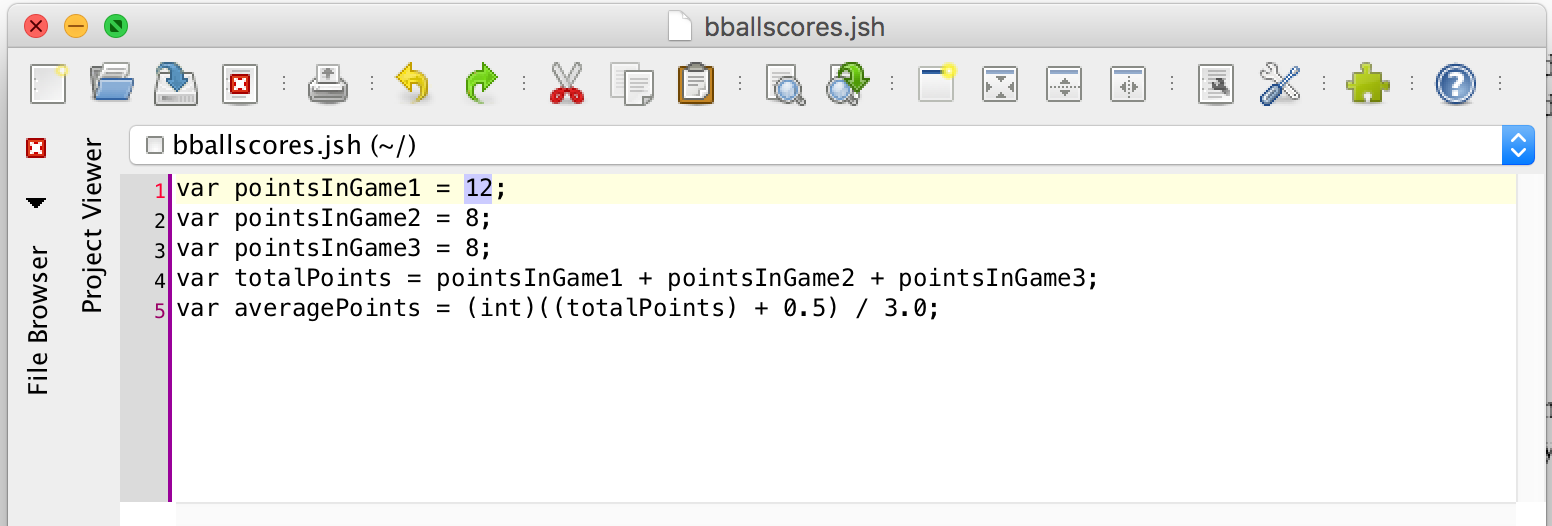 bballscores.jsh
bballscores.jsh (~/)
File Browser
Project Viewer
1 var pointsInGame1 = 12;
2 var pointsInGame2 = 8;
3 var pointsInGame3 = 8;
4 var totalPoints = pointsInGame1 + pointsInGame2 + pointsInGame3;
5 var averagePoints = (int)((totalPoints) + 0.5) / 3.0;